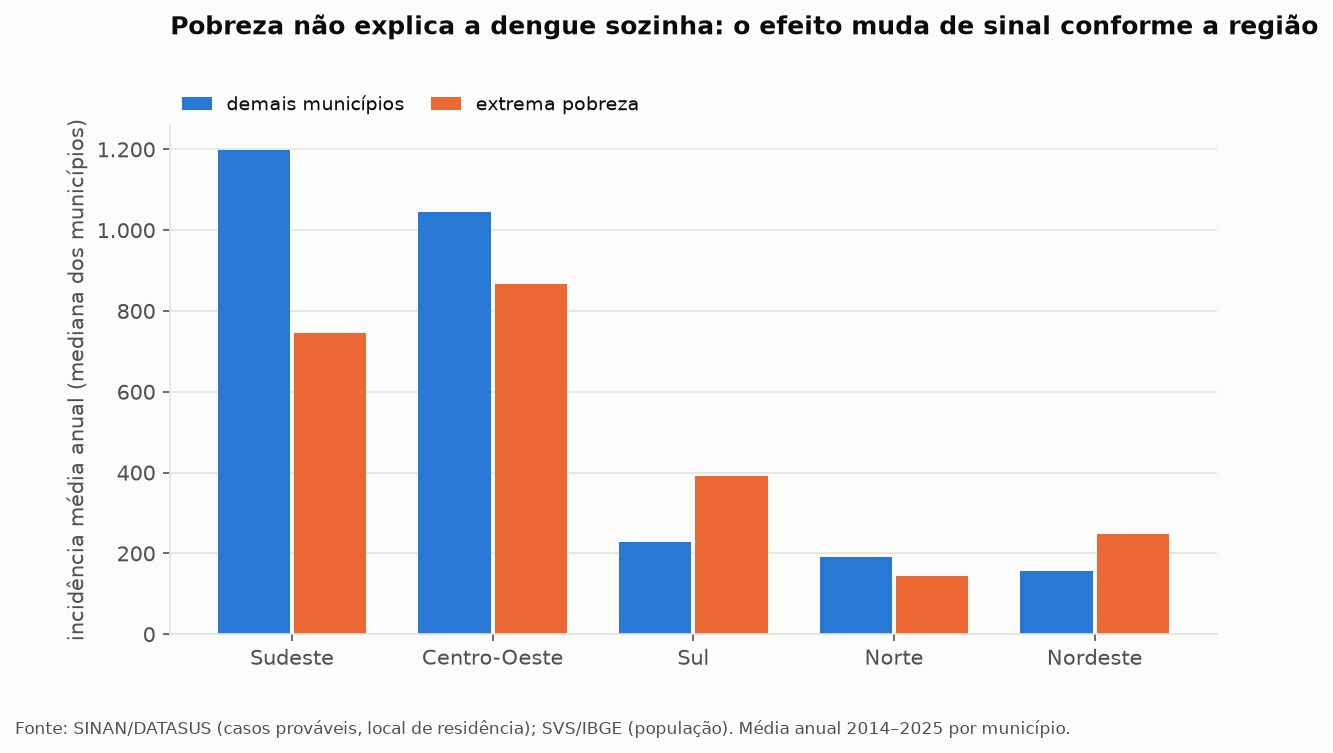 Pobreza não explica a dengue sozinha: o efeito muda de sinal conforme a região
demais municípios
extrema pobreza
incidência média anual (mediana dos municípios)
1.200
1.000
800
600
400
200
0
Sudeste
Centro-Oeste
Sul
Norte
Nordeste
Fonte: SINAN/DATASUS (casos prováveis, local de residência); SVS/IBGE (população). Média anual 2014–2025 por município.